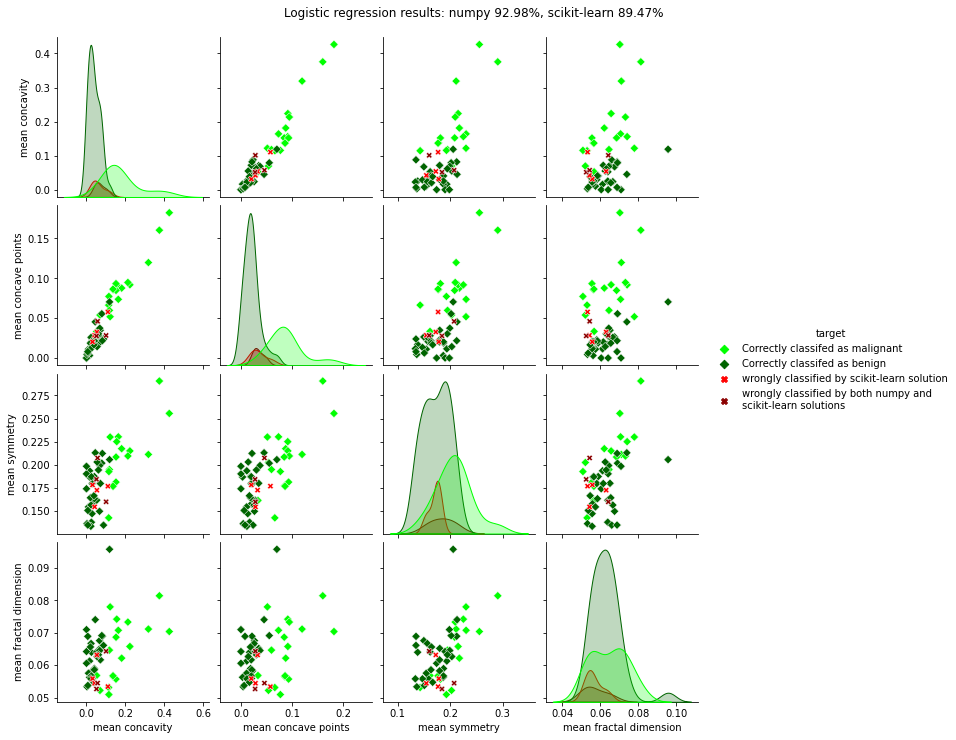 Logistic regression results: numpy 92.98%, scikit-learn 89.47%
mean concavity
0.4
0.3
0.2
0.1
0.0
mean concave points
0.15
0.10
0.05
0.00
target
Correctly classifed as malignant
Correctly classifed as benign
wrongly classified by scikit-learn solution
wrongly classified by both numpy and
scikit-learn solutions
mean symmetry
0.275
0.250
0.225
0.200
0.175
0.150
mean fractal dimension
0.09
0.08
0.07
0.06
0.05
0.0 0.2 0.4 0.6
0.0 0.1 0.2
0.1 0.2 0.3
0.04 0.06 0.08 0.10
mean concavity
mean concave points
mean symmetry
mean fractal dimension